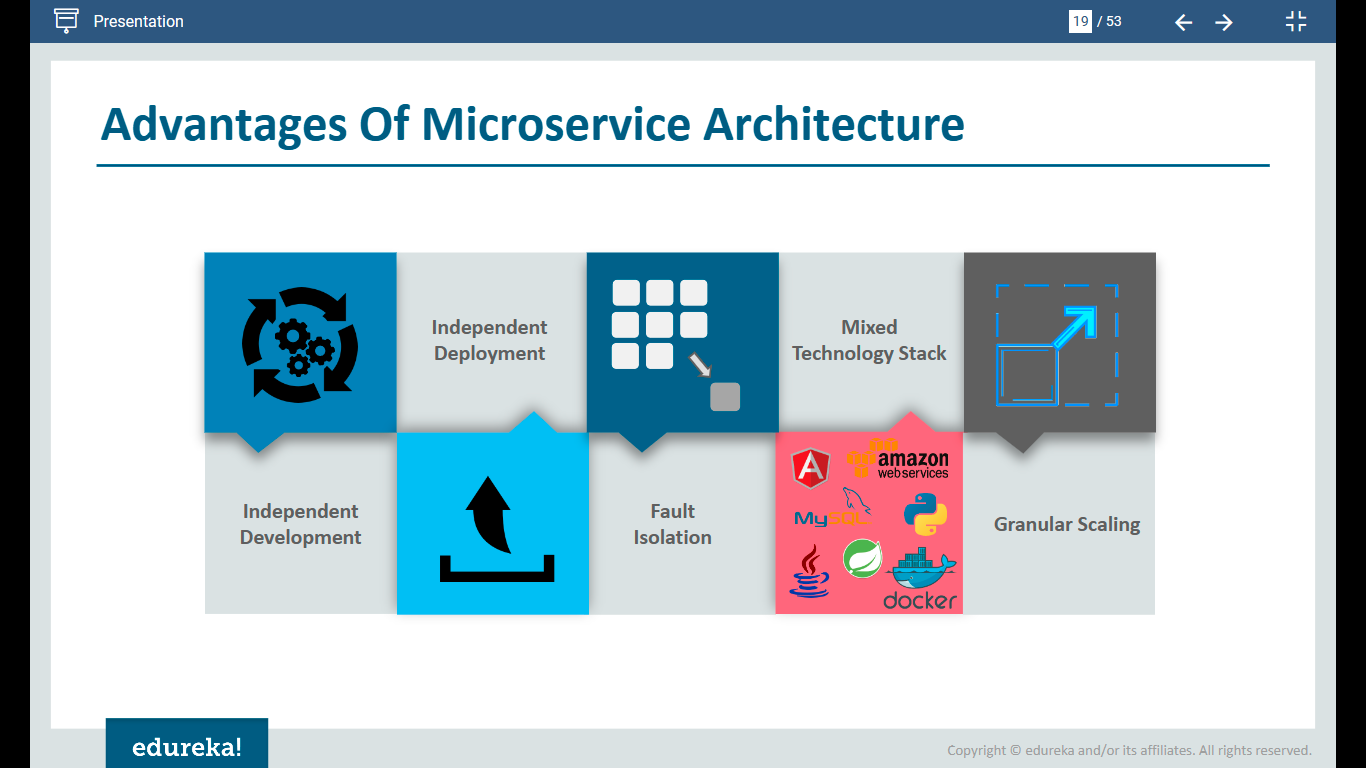 Presentation
19 / 53
Advantages Of Microservice Architecture
Independent
Deployment
Mixed
Technology Stack
Independent
Development
Fault
Isolation
amazon
webservices
MySQL
docker
Granular Scaling
edureka!
Copyright © edureka and/or its affiliates. All rights reserved.